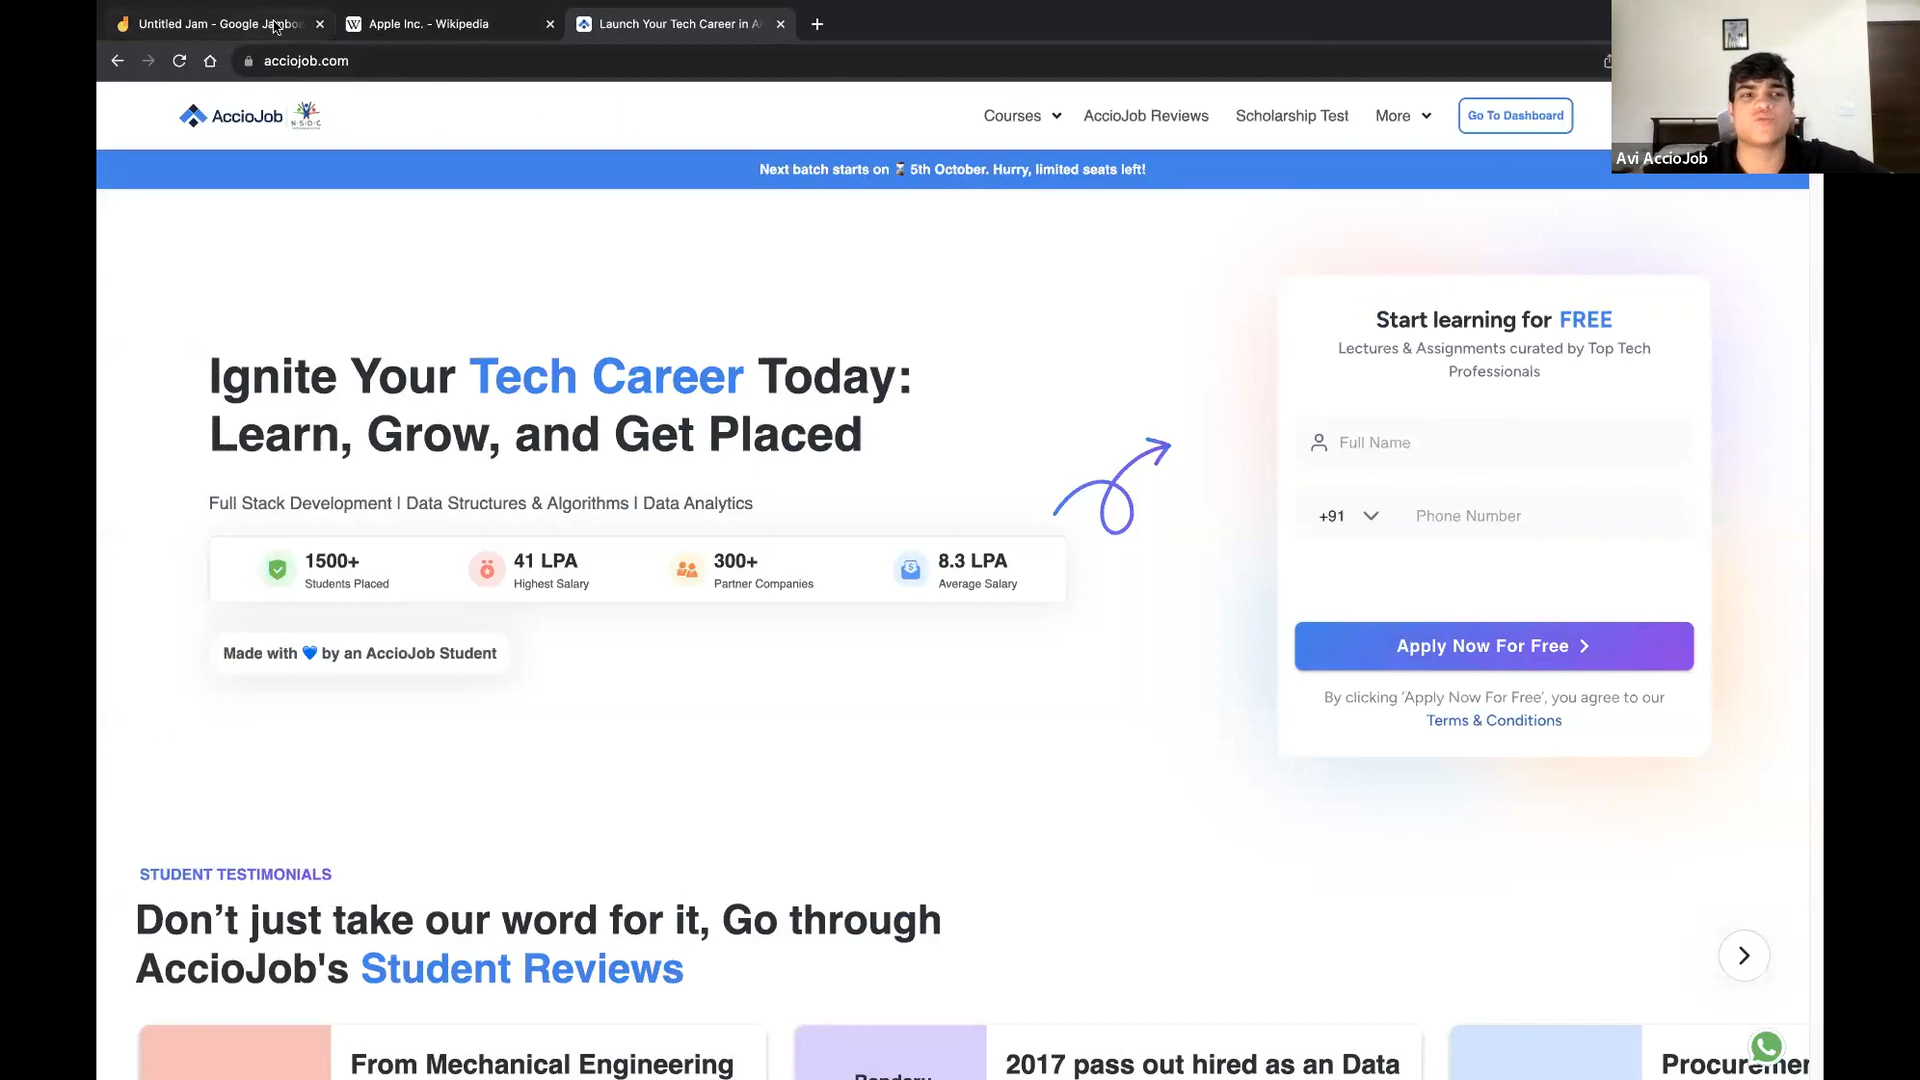 Untitled Jam - Google Jambo
Apple Inc. - Wikipedia
Launch Your Tech Career in
acciojob.com
AccioJob
N·S·D·C
Courses
AccioJob Reviews
Scholarship Test
More
Go To Dashboard
Avi AccioJob
Next batch starts on ⏳ 5th October. Hurry, limited seats left!
Ignite Your Tech Career Today:
Learn, Grow, and Get Placed
Full Stack Development | Data Structures & Algorithms | Data Analytics
1500+
Students Placed
41 LPA
Highest Salary
300+
Partner Companies
8.3 LPA
Average Salary
Made with 💙 by an AccioJob Student
Start learning for FREE
Lectures & Assignments curated by Top Tech
Professionals
Full Name
+91
Phone Number
Apply Now For Free
By clicking ‘Apply Now For Free’, you agree to our
Terms & Conditions
STUDENT TESTIMONIALS
Don’t just take our word for it, Go through
AccioJob's Student Reviews
From Mechanical Engineering
2017 pass out hired as an Data